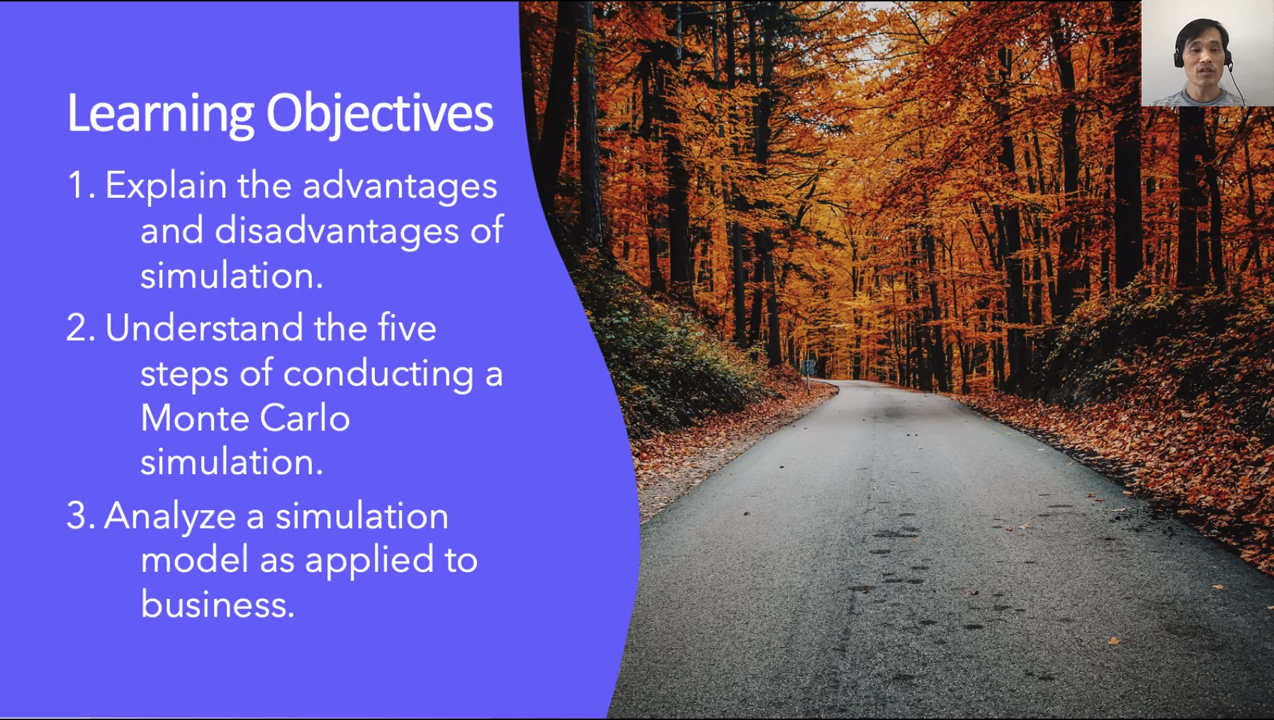 Learning Objectives
1. Explain the advantages
and disadvantages of
simulation.
2. Understand the five
steps of conducting a
Monte Carlo
simulation.
3. Analyze a simulation
model as applied to
business.